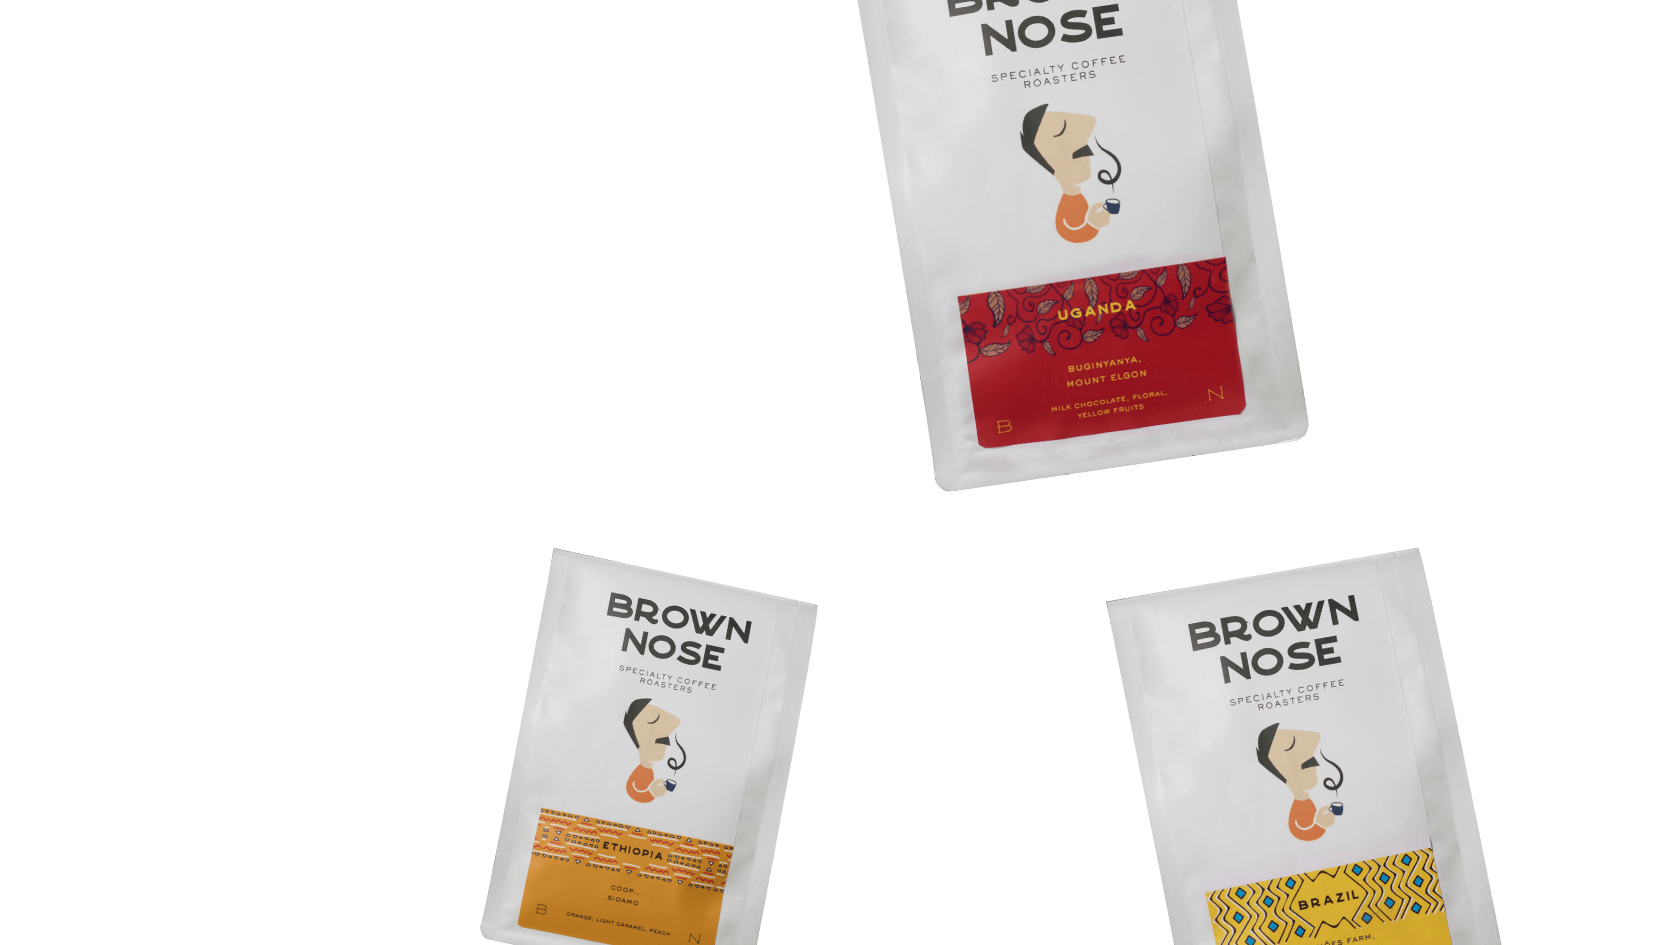 NOSE
SPECIALTY COFFEE
ROASTERS
UGANDA
BUGINYANYA,
MOUNT ELGON
MILK CHOCOLATE, FLORAL,
YELLOW FRUITS
B N
BROWN
NOSE
SPECIALTY COFFEE
ROASTERS
ETHIOPIA
COOP.,
SIDAMO
ORANGE, LIGHT CARAMEL, PEACH
B N
BROWN
NOSE
SPECIALTY COFFEE
ROASTERS
BRAZIL
FARM,